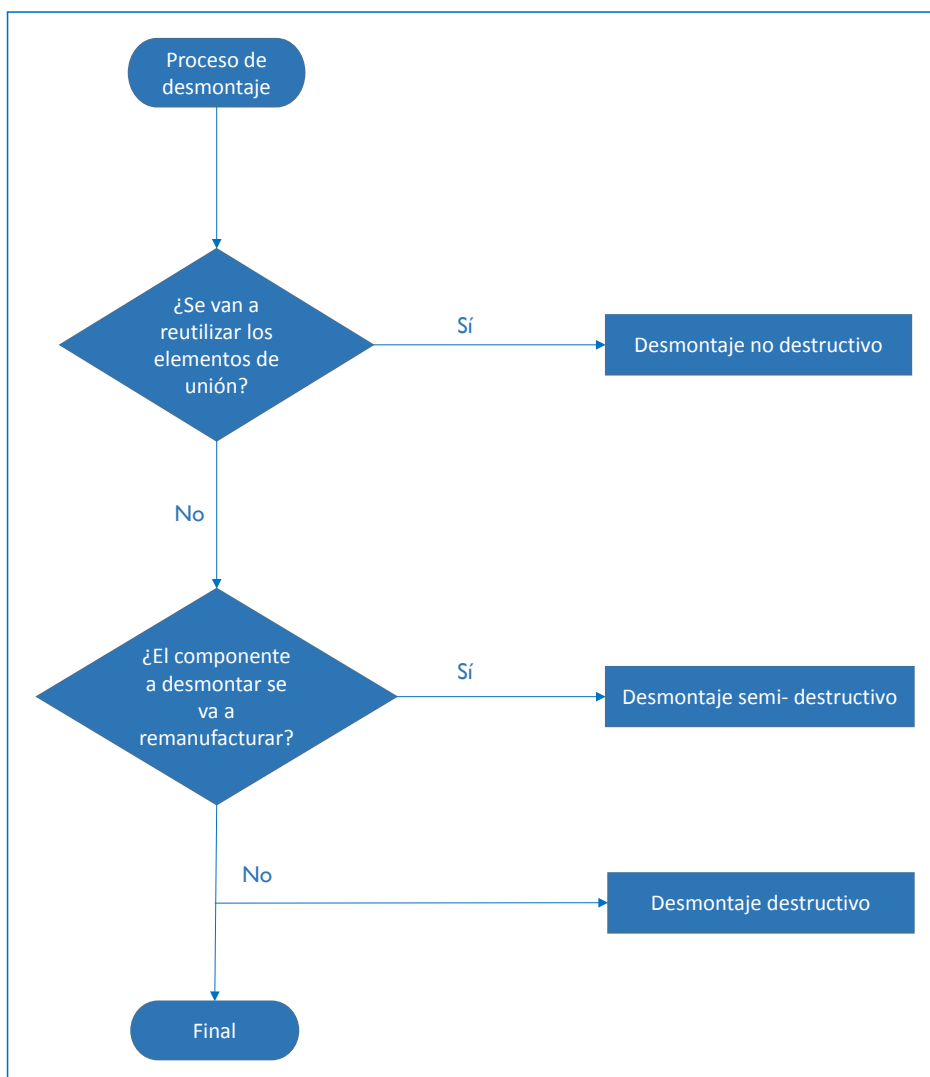 Proceso de
desmontaje
¿Se van a
reutilizar los
elementos de
unión?
Sí
Desmontaje no destructivo
No
¿El componente
a desmontar se
va a
remanufacturar?
Sí
Desmontaje semi- destructivo
No
Desmontaje destructivo
Final